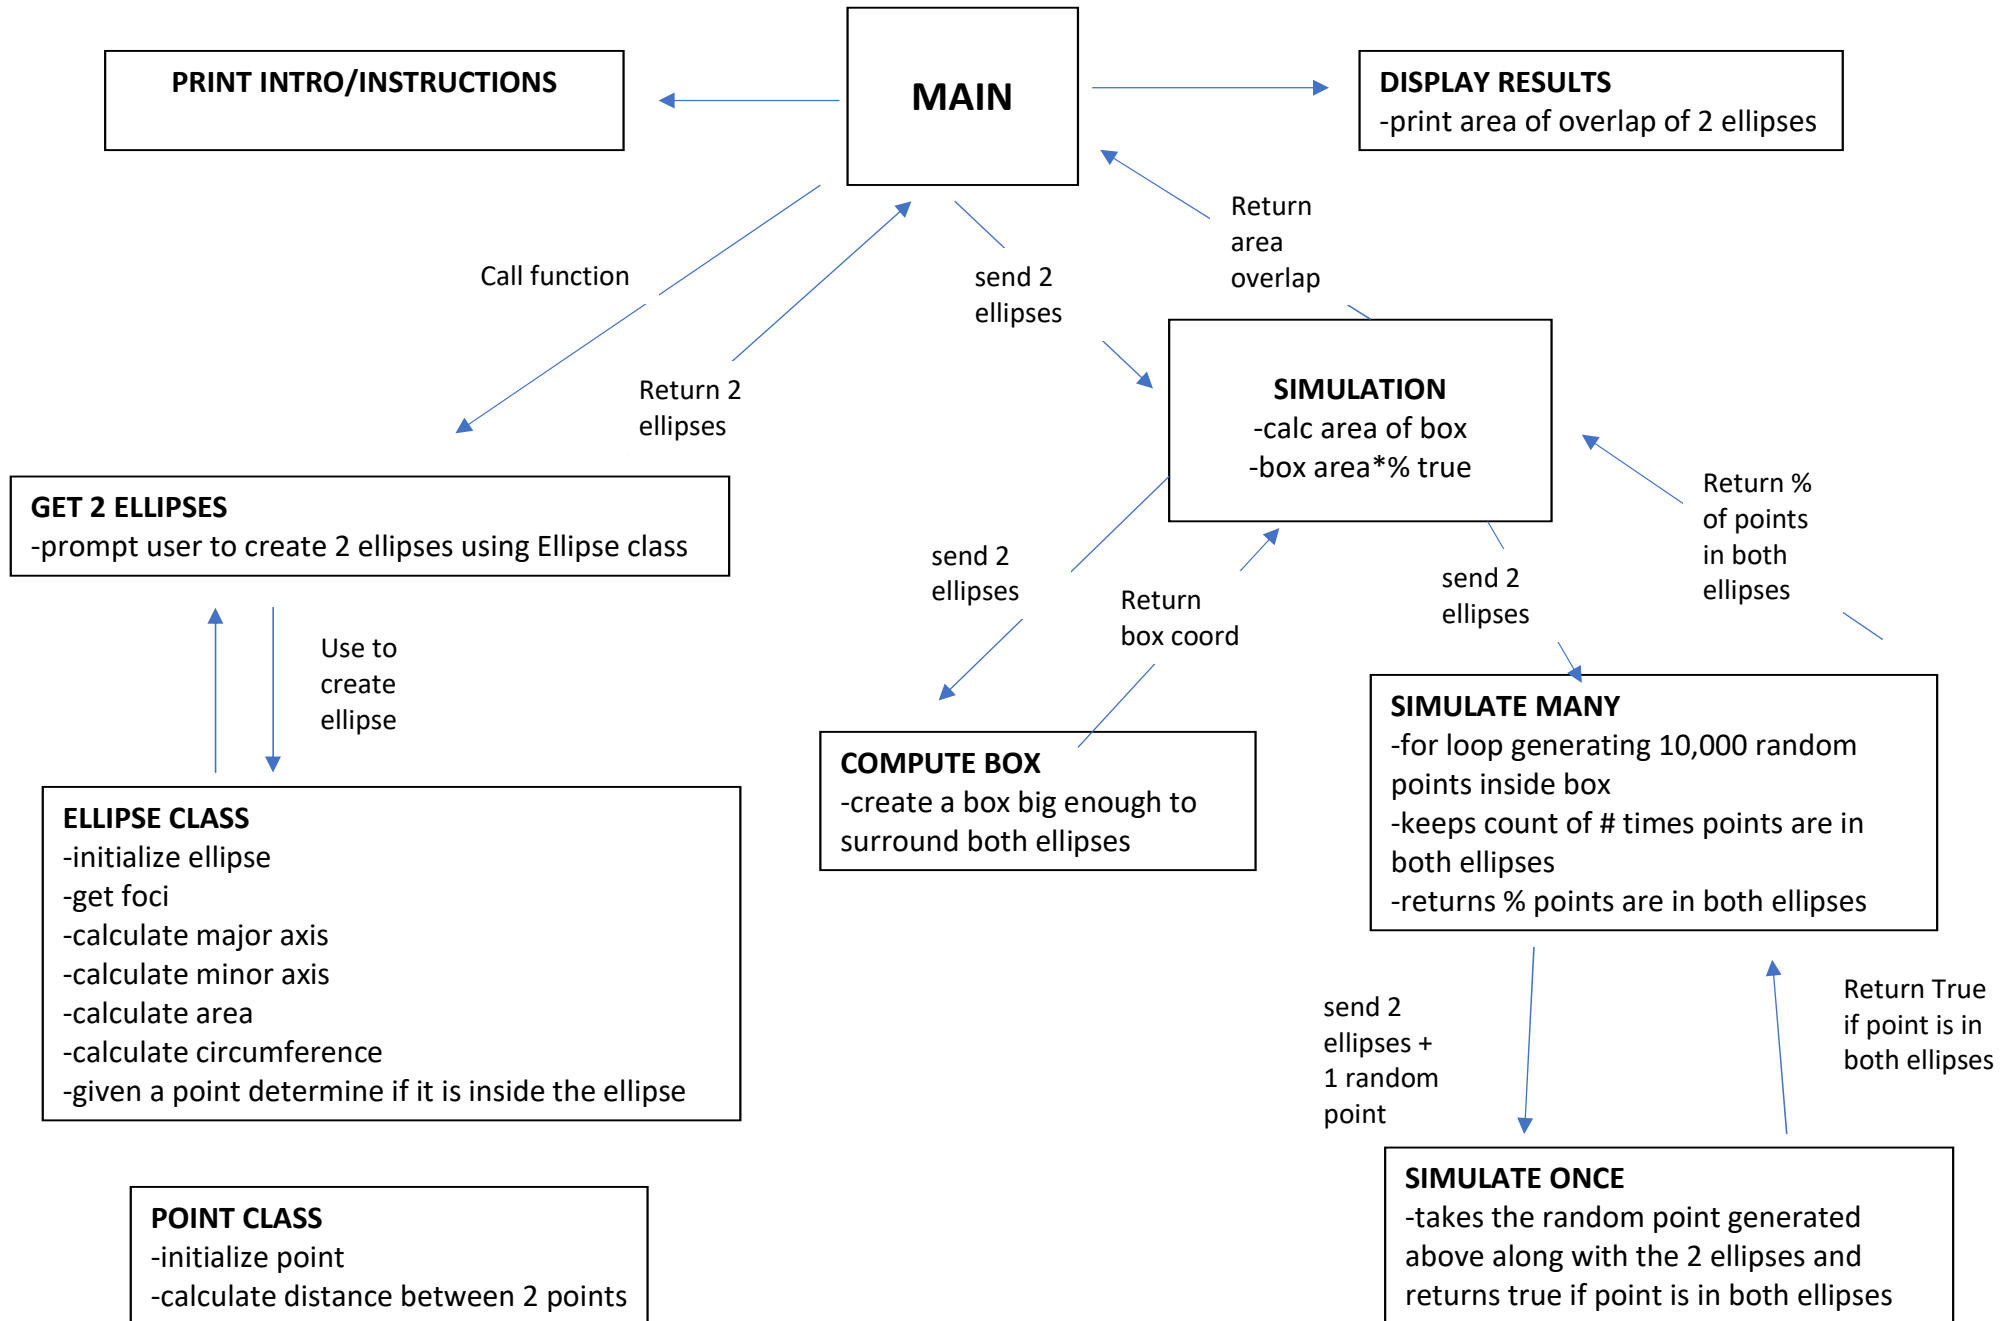 PRINT INTRO/INSTRUCTIONS
MAIN
DISPLAY RESULTS
-print area of overlap of 2 ellipses
Call function
Return 2
ellipses
send 2
ellipses
Return
area
overlap
SIMULATION
-calc area of box
-box area*% true
GET 2 ELLIPSES
-prompt user to create 2 ellipses using Ellipse class
send 2
ellipses
Return
box coord
send 2
ellipses
Return %
of points
in both
ellipses
Use to
create
ellipse
ELLIPSE CLASS
-initialize ellipse
-get foci
-calculate major axis
-calculate minor axis
-calculate area
-calculate circumference
-given a point determine if it is inside the ellipse
COMPUTE BOX
-create a box big enough to
surround both ellipses
SIMULATE MANY
-for loop generating 10,000 random
points inside box
-keeps count of # times points are in
both ellipses
-returns % points are in both ellipses
send 2
ellipses +
1 random
point
Return True
if point is in
both ellipses
POINT CLASS
-initialize point
-calculate distance between 2 points
SIMULATE ONCE
-takes the random point generated
above along with the 2 ellipses and
returns true if point is in both ellipses